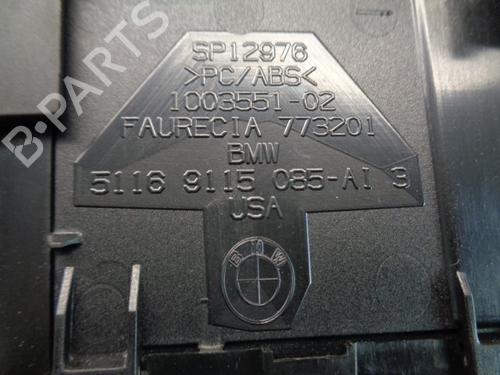 SP12976
>PC/ABS<
1003551-02
FAURECIA 773201
BMW
5116 9115 085-AI 3
USA
BMW
B-PARTS